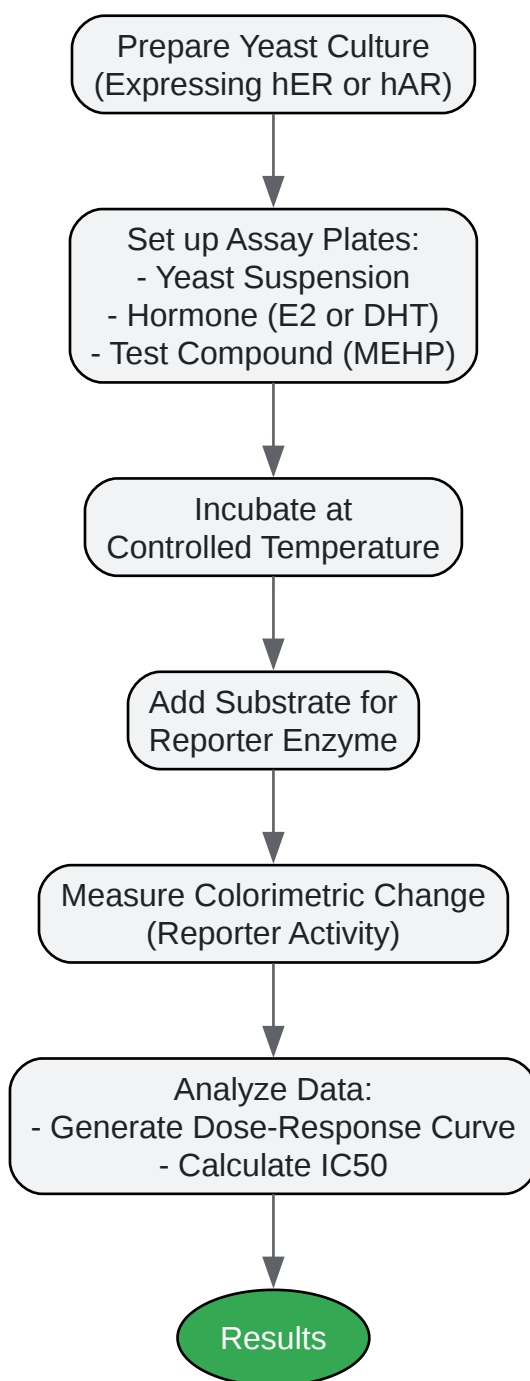 Prepare Yeast Culture
(Expressing hER or hAR)
Set up Assay Plates:
- Yeast Suspension
- Hormone (E2 or DHT)
- Test Compound (MEHP)
Incubate at
Controlled Temperature
Add Substrate for
Reporter Enzyme
Measure Colorimetric Change
(Reporter Activity)
Analyze Data:
- Generate Dose-Response Curve
- Calculate IC50
Results